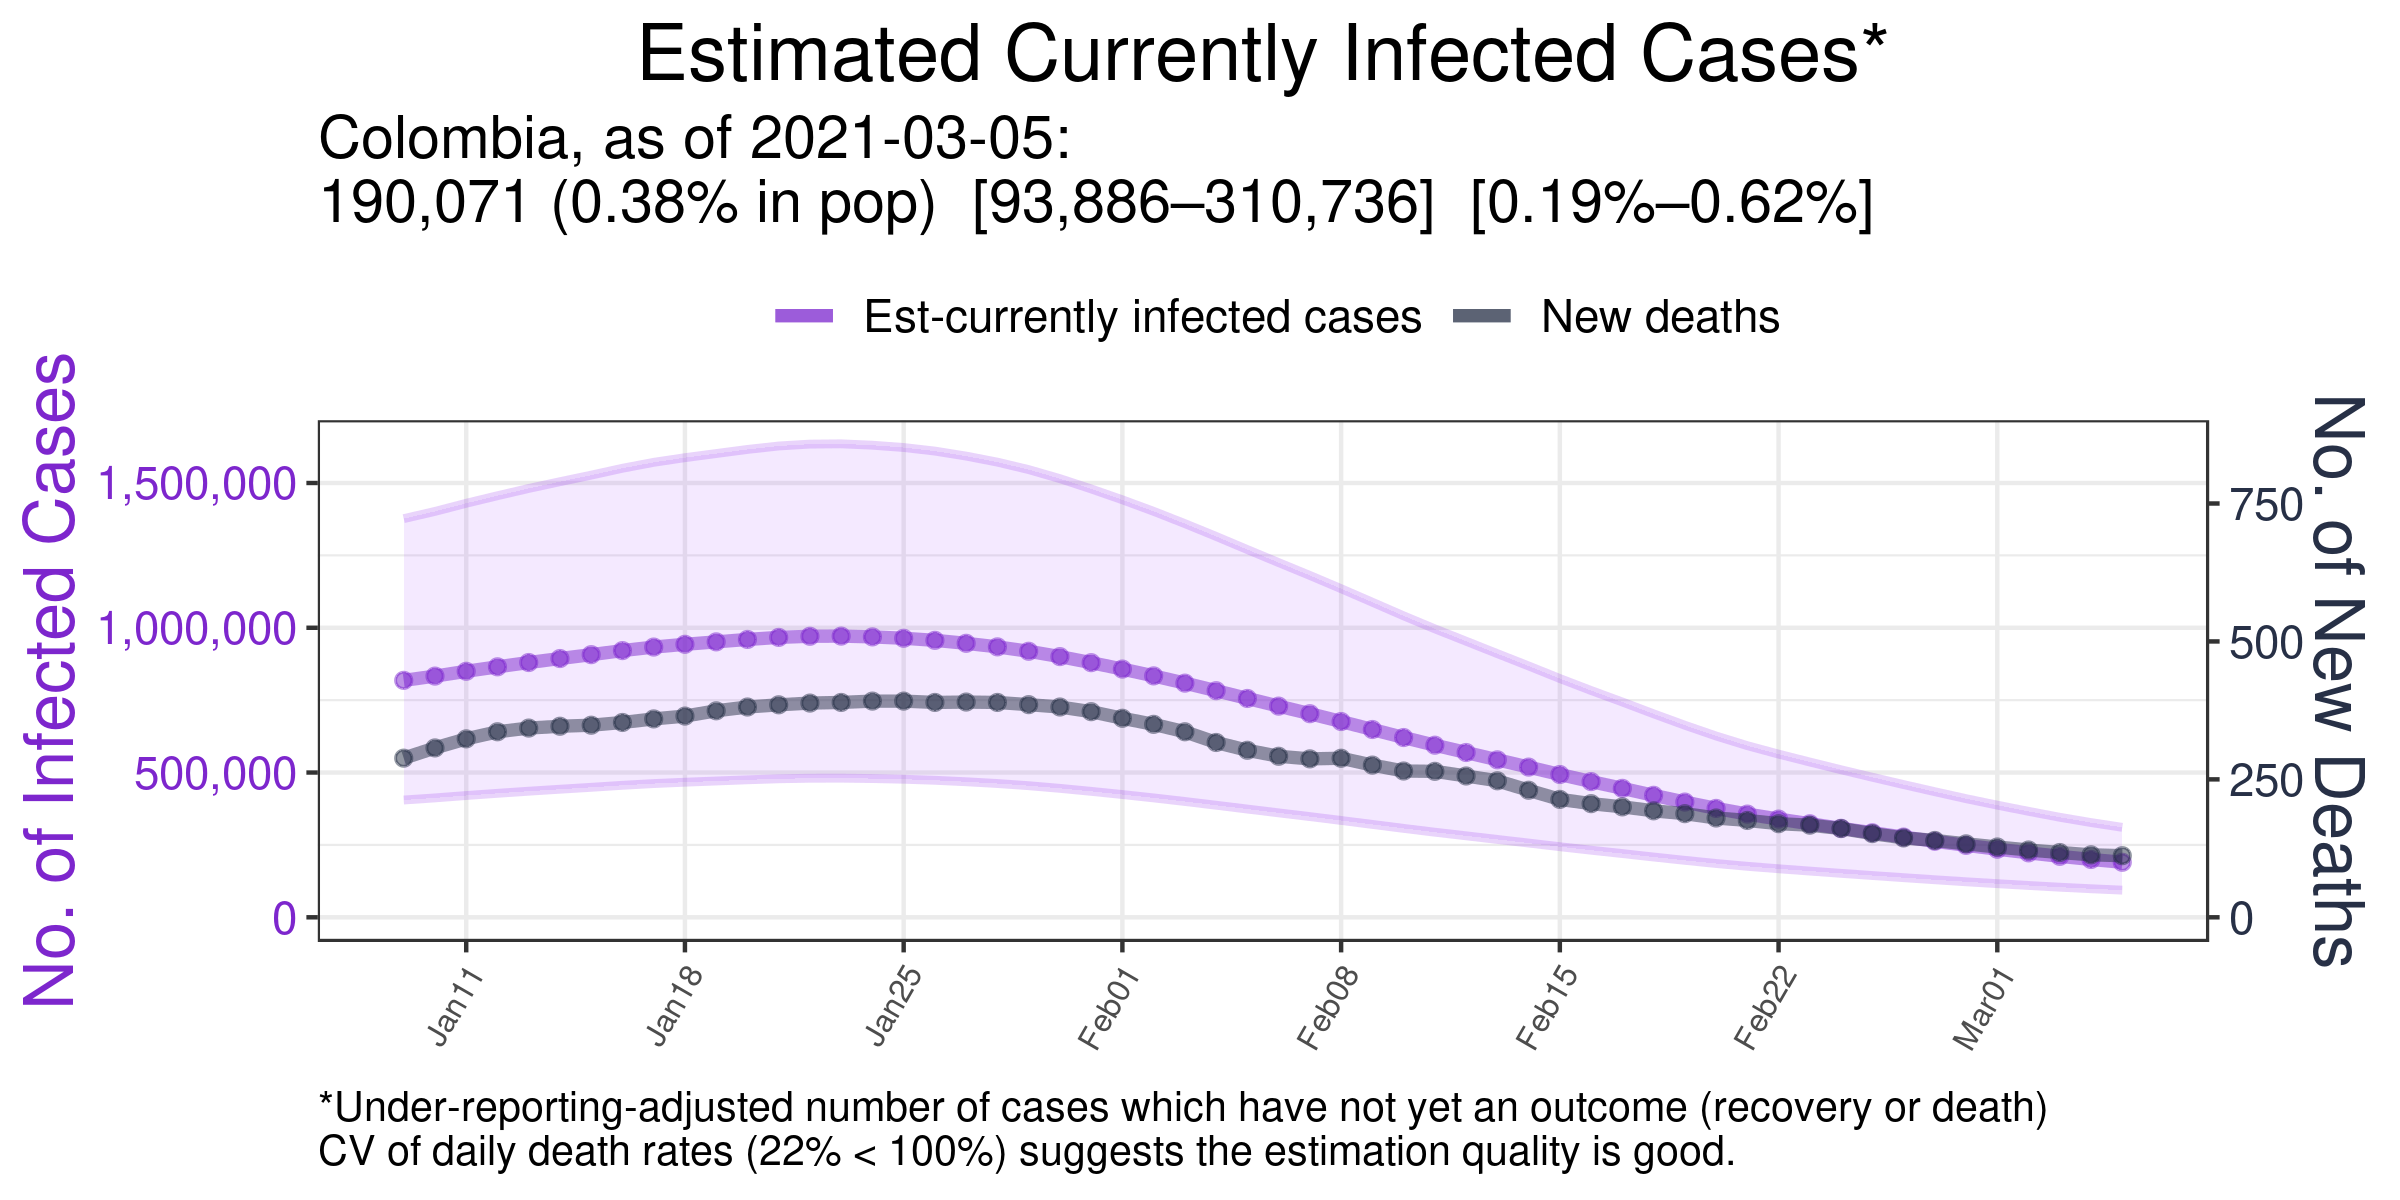 Estimated Currently Infected Cases*
Colombia, as of 2021-03-05:
190,071 (0.38% in pop) [93,886–310,736] [0.19%–0.62%]
Est-currently infected cases
New deaths
No. of Infected Cases
1,500,000
1,000,000
500,000
0
No. of New Deaths
750
500
250
0
Jan11
Jan18
Jan25
Feb01
Feb08
Feb15
Feb22
Mar01
*Under-reporting-adjusted number of cases which have not yet an outcome (recovery or death)
CV of daily death rates (22% < 100%) suggests the estimation quality is good.